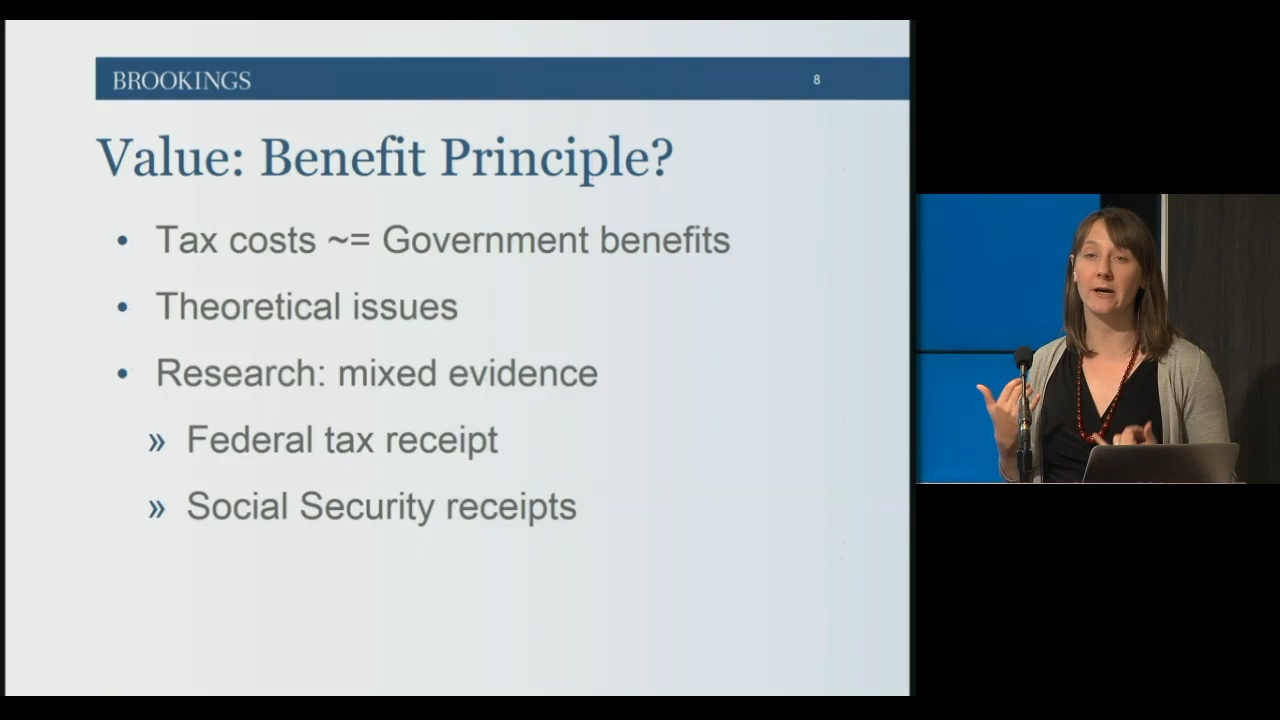 BROOKINGS
8
Value: Benefit Principle?
• Tax costs ~= Government benefits
• Theoretical issues
• Research: mixed evidence
» Federal tax receipt
» Social Security receipts